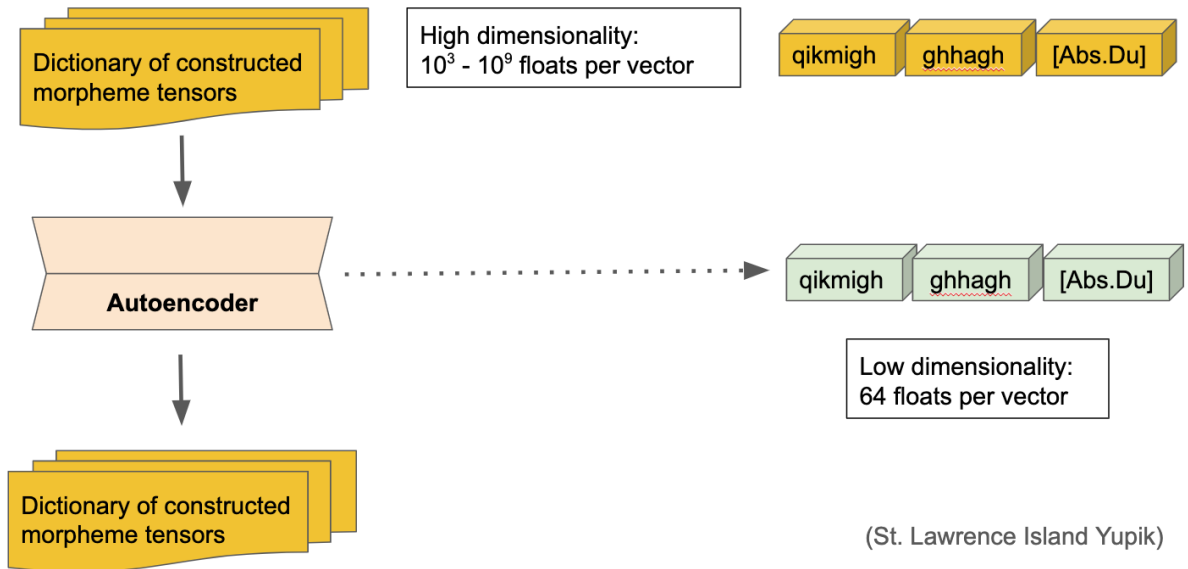 Dictionary of constructed
morpheme tensors
High dimensionality:
10³ - 10⁹ floats per vector
qikmigh
ghhagh
[Abs.Du]
Autoencoder
qikmigh
ghhagh
[Abs.Du]
Low dimensionality:
64 floats per vector
Dictionary of constructed
morpheme tensors
(St. Lawrence Island Yupik)